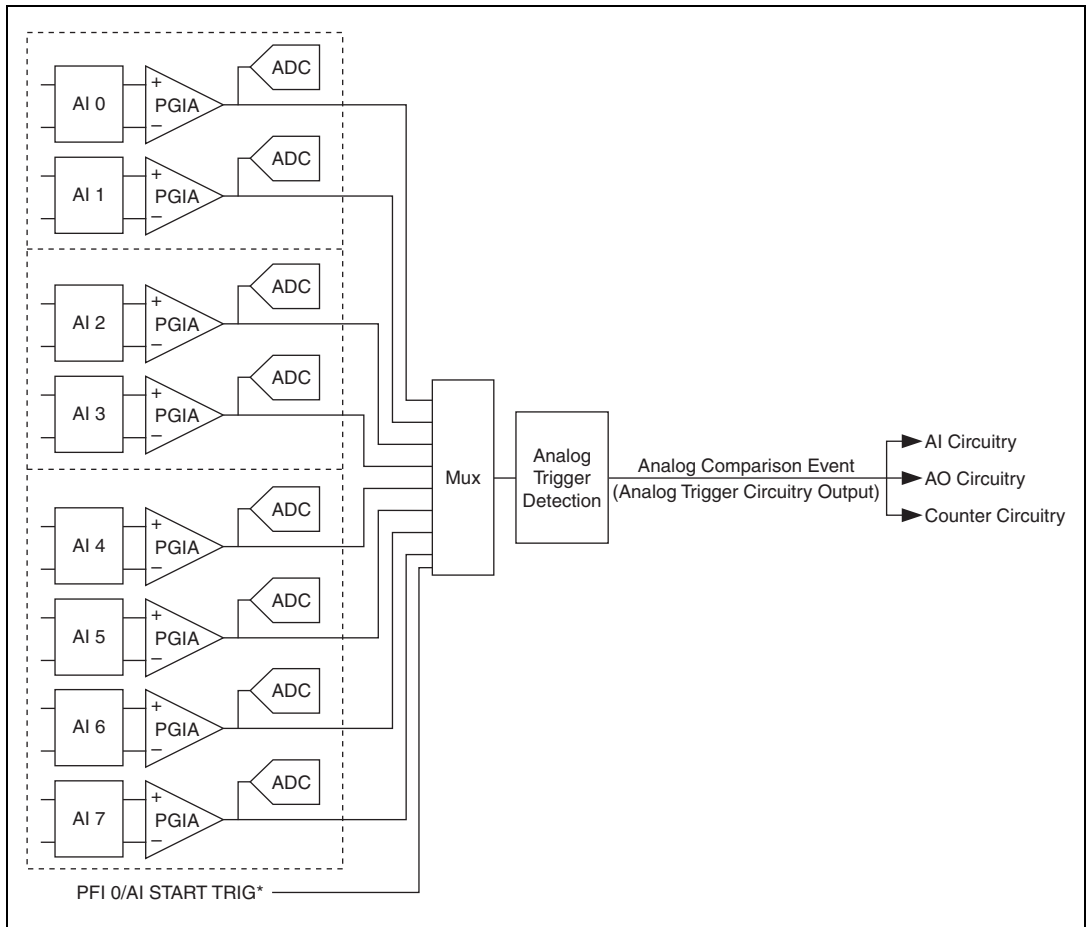 ADC
AI 0
+
PGIA
−
ADC
AI 1
+
PGIA
−
ADC
AI 2
+
PGIA
−
ADC
AI 3
+
PGIA
−
ADC
AI 4
+
PGIA
−
ADC
AI 5
+
PGIA
−
ADC
AI 6
+
PGIA
−
ADC
AI 7
+
PGIA
−
PFI 0/AI START TRIG*
Mux
Analog
Trigger
Detection
Analog Comparison Event
(Analog Trigger Circuitry Output)
AI Circuitry
AO Circuitry
Counter Circuitry